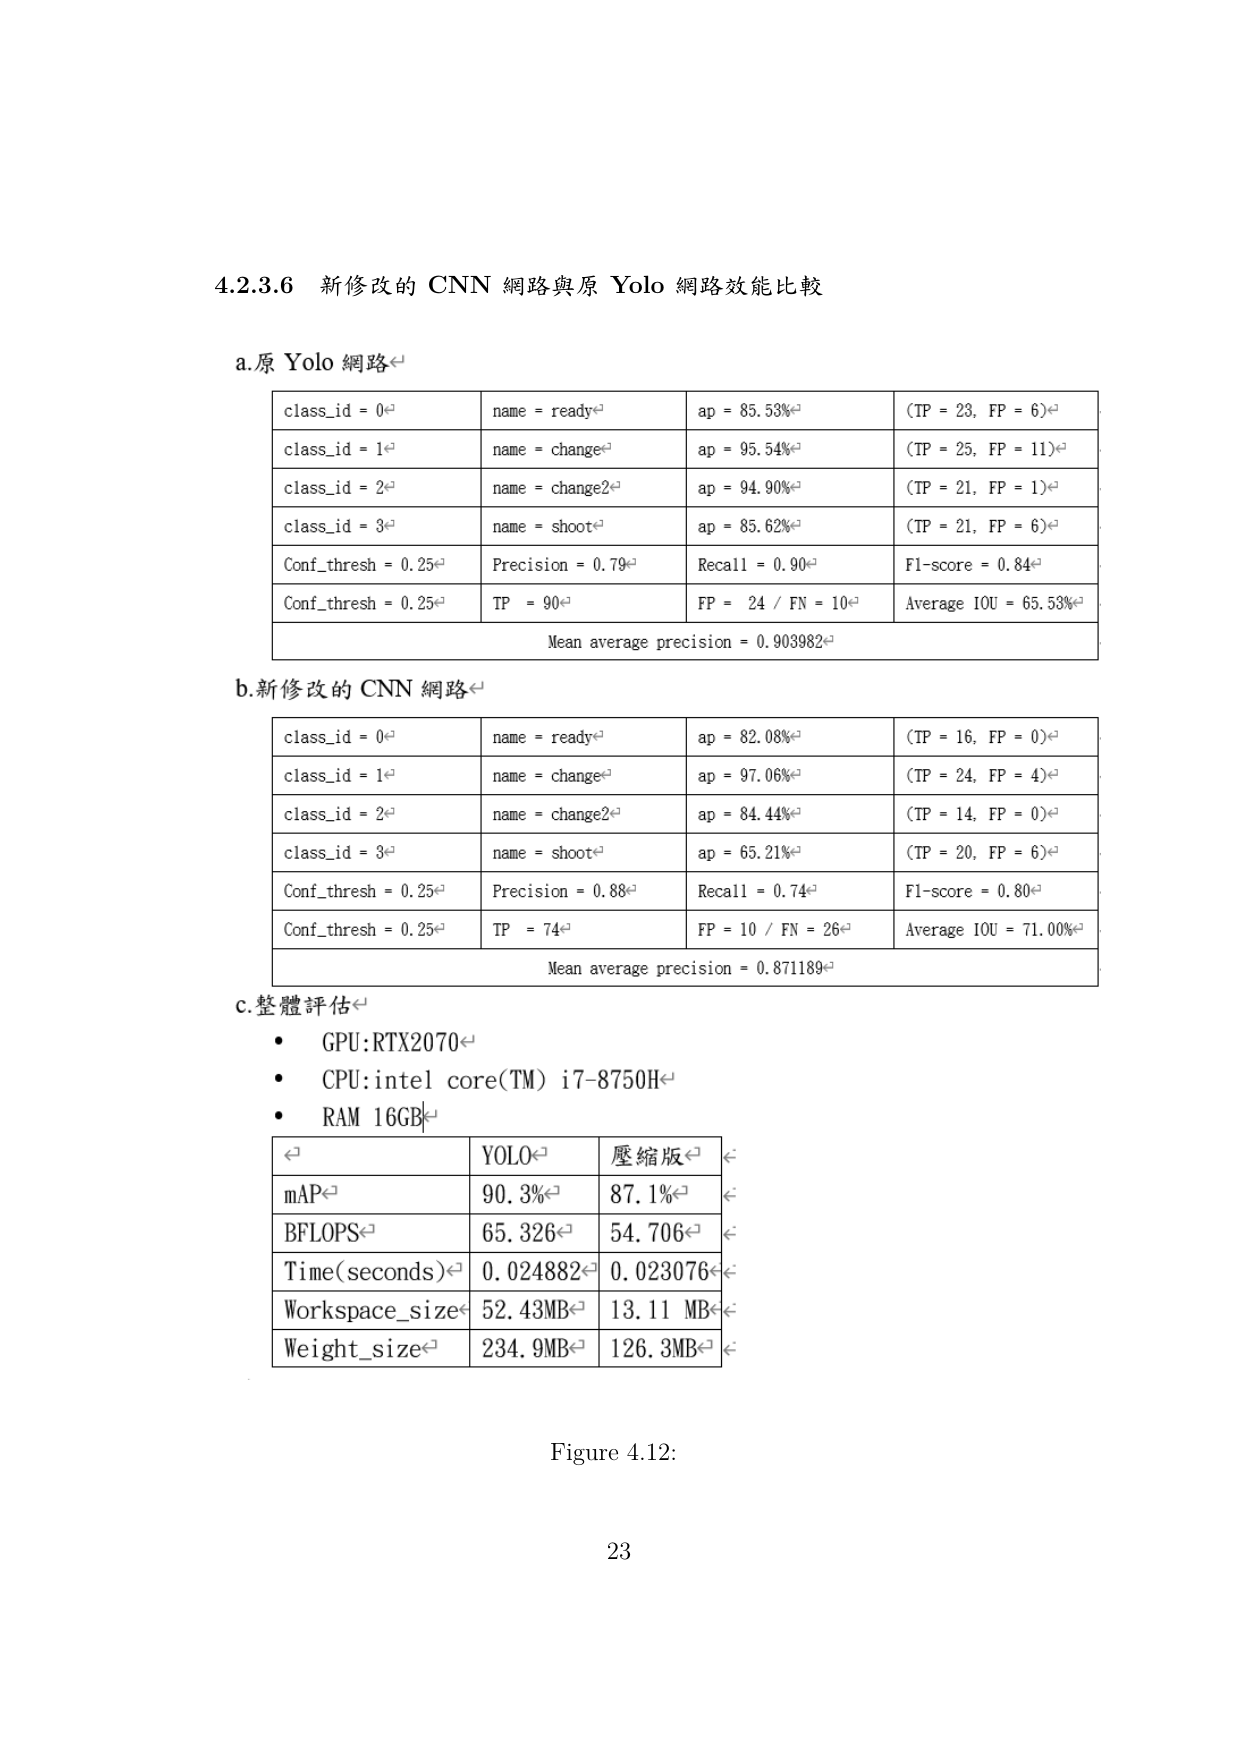 4.2.3.6 新修改的 CNN 網路與原 Yolo 網路效能比較
a.原 Yolo 網路↵
class_id = 0↵ name = ready↵ ap = 85.53%↵ (TP = 23, FP = 6)↵
class_id = 1↵ name = change↵ ap = 95.54%↵ (TP = 25, FP = 11)↵
class_id = 2↵ name = change2↵ ap = 94.90%↵ (TP = 21, FP = 1)↵
class_id = 3↵ name = shoot↵ ap = 85.62%↵ (TP = 21, FP = 6)↵
Conf_thresh = 0.25↵ Precision = 0.79↵ Recall = 0.90↵ F1-score = 0.84↵
Conf_thresh = 0.25↵ TP = 90↵ FP = 24 / FN = 10↵ Average IOU = 65.53%↵
Mean average precision = 0.903982↵
b.新修改的 CNN 網路↵
class_id = 0↵ name = ready↵ ap = 82.08%↵ (TP = 16, FP = 0)↵
class_id = 1↵ name = change↵ ap = 97.06%↵ (TP = 24, FP = 4)↵
class_id = 2↵ name = change2↵ ap = 84.44%↵ (TP = 14, FP = 0)↵
class_id = 3↵ name = shoot↵ ap = 65.21%↵ (TP = 20, FP = 6)↵
Conf_thresh = 0.25↵ Precision = 0.88↵ Recall = 0.74↵ F1-score = 0.80↵
Conf_thresh = 0.25↵ TP = 74↵ FP = 10 / FN = 26↵ Average IOU = 71.00%↵
Mean average precision = 0.871189↵
c.整體評估↵
• GPU:RTX2070↵
• CPU:intel core(TM) i7-8750H↵
• RAM 16GB↵
↵ YOLO↵ 壓縮版↵ ↵
mAP↵ 90.3%↵ 87.1%↵ ↵
BFLOPS↵ 65.326↵ 54.706↵ ↵
Time(seconds)↵ 0.024882↵ 0.023076↵ ↵
Workspace_size↵ 52.43MB↵ 13.11 MB↵ ↵
Weight_size↵ 234.9MB↵ 126.3MB↵ ↵
Figure 4.12:
23